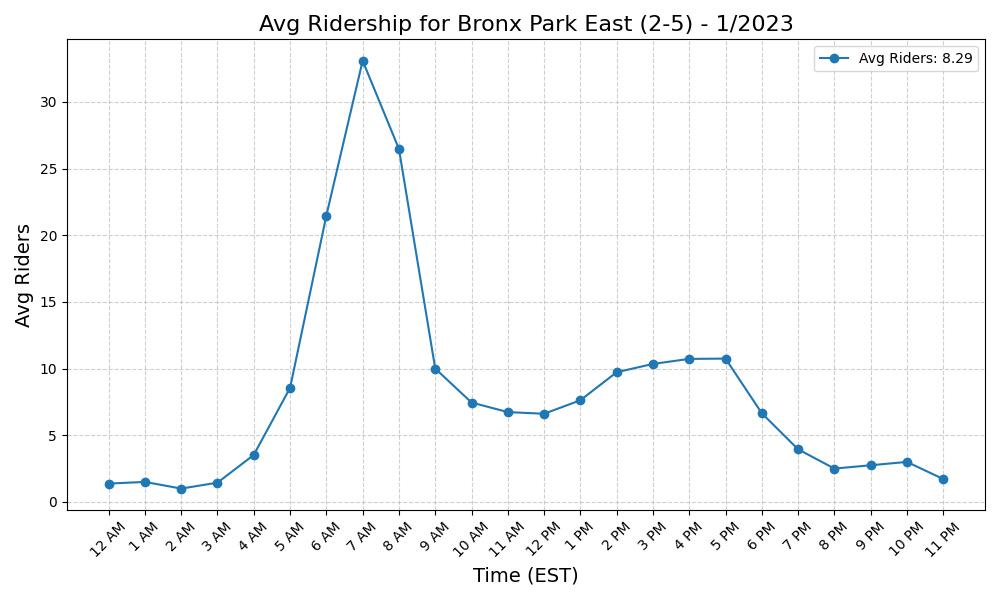 Avg Ridership for Bronx Park East (2-5) - 1/2023
Avg Riders: 8.29
Avg Riders
30
25
20
15
10
5
0
12 AM
1 AM
2 AM
3 AM
4 AM
5 AM
6 AM
7 AM
8 AM
9 AM
10 AM
11 AM
12 PM
1 PM
2 PM
3 PM
4 PM
5 PM
6 PM
7 PM
8 PM
9 PM
10 PM
11 PM
Time (EST)